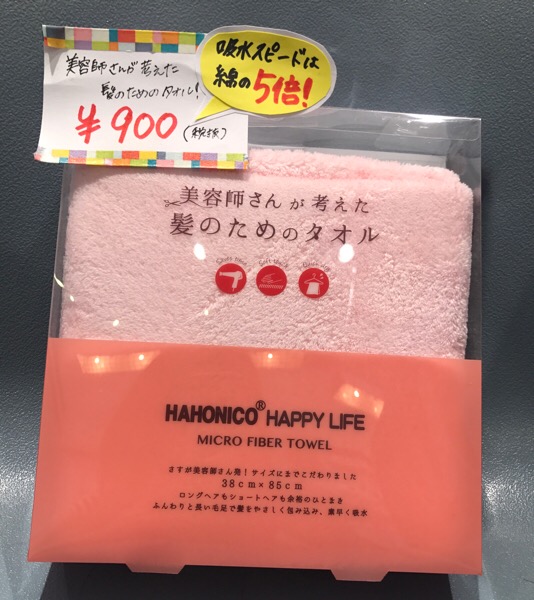 美容師さんが考えた
髪のためのタオル!
¥900(税抜)
吸水スピードは
綿の5倍!
美容師さんが考えた
髪のためのタオル
HAHONICO® HAPPY LIFE
MICRO FIBER TOWEL
さすが美容師さん発!サイズにまでこだわりました
38cm×85cm
ロングヘアもショートヘアも余裕のひとまき
ふんわりと長い毛足で髪をやさしく包み込み、素早く吸水